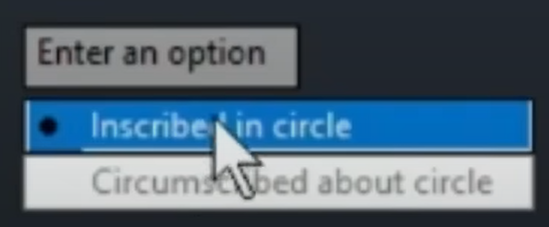 Enter an option
Inscribed in circle
Circumscribed about circle